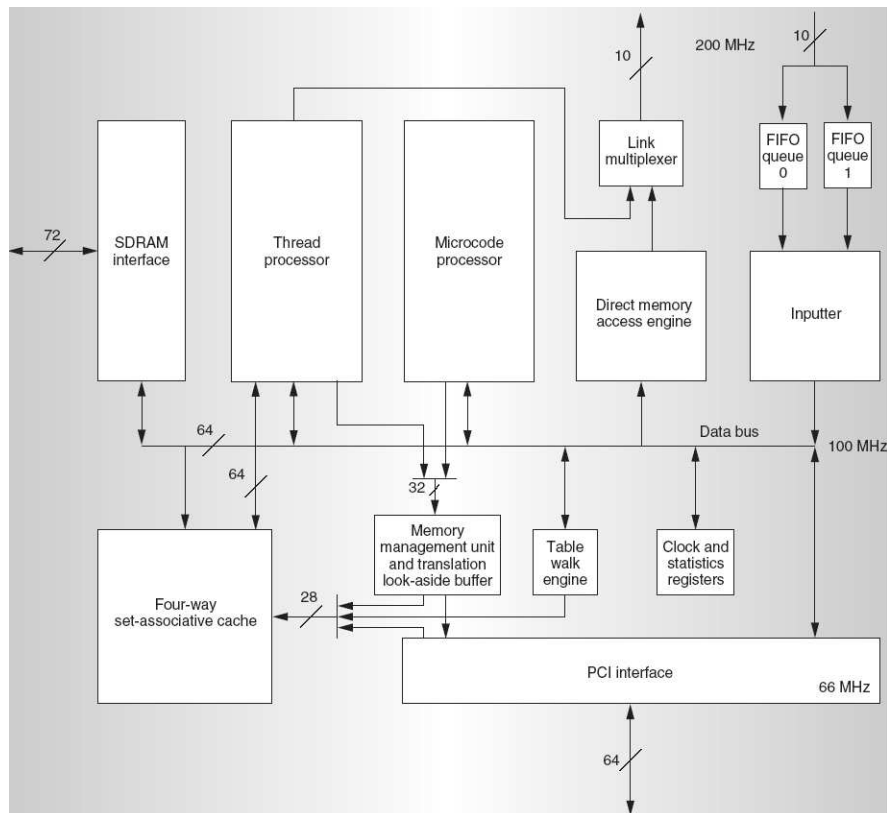 10
200 MHz
10
Link
multiplexer
FIFO
queue
0
FIFO
queue
1
72
SDRAM
interface
Thread
processor
Microcode
processor
Direct memory
access engine
Inputter
64
Data bus
100 MHz
64
32
Memory
management unit
and translation
look-aside buffer
Table
walk
engine
Clock and
statistics
registers
28
Four-way
set-associative cache
PCI interface
66 MHz
64